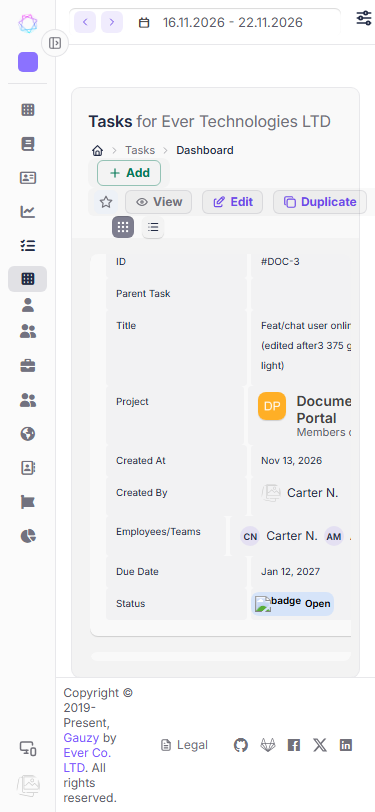 16.11.2026 - 22.11.2026
Tasks for Ever Technologies LTD
Tasks
Dashboard
Add
View
Edit
Duplicate
ID
#DOC-3
Parent Task
Title
Feat/chat user onlin
(edited after3 375 g
light)
Project
DP
Docume
Portal
Members o
Created At
Nov 13, 2026
Created By
Carter N.
Employees/Teams
CN
Carter N.
AM
Due Date
Jan 12, 2027
Status
badge
Open
Copyright ©
2019-
Present,
Gauzy by
Ever Co.
LTD. All
rights
reserved.
Legal